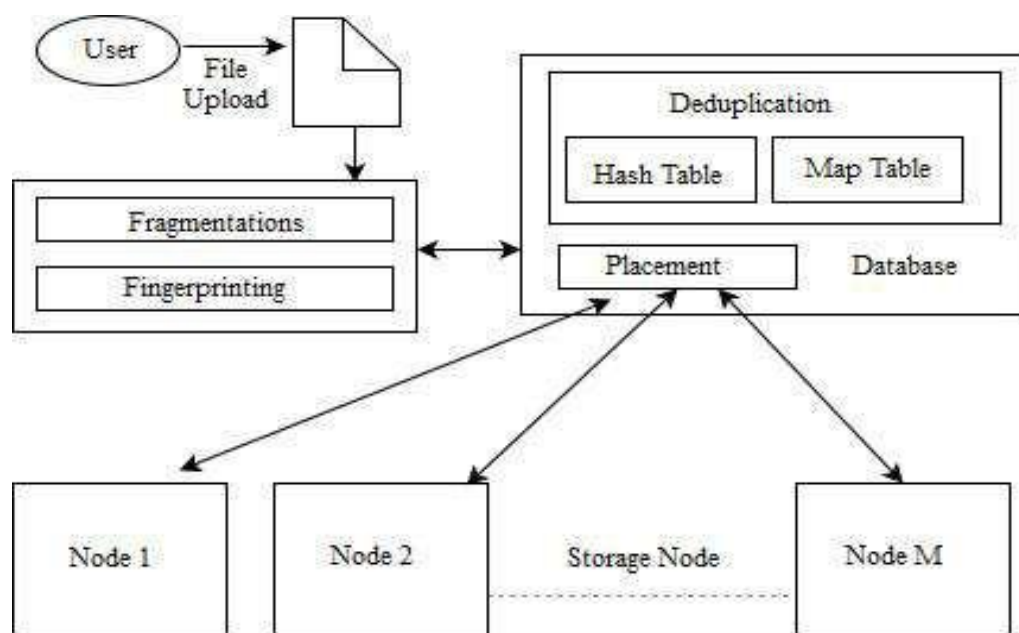 User
File
Upload
Deduplication
Hash Table
Map Table
Fragmentations
Fingerprinting
Placement
Database
Node 1
Node 2
Storage Node
Node M